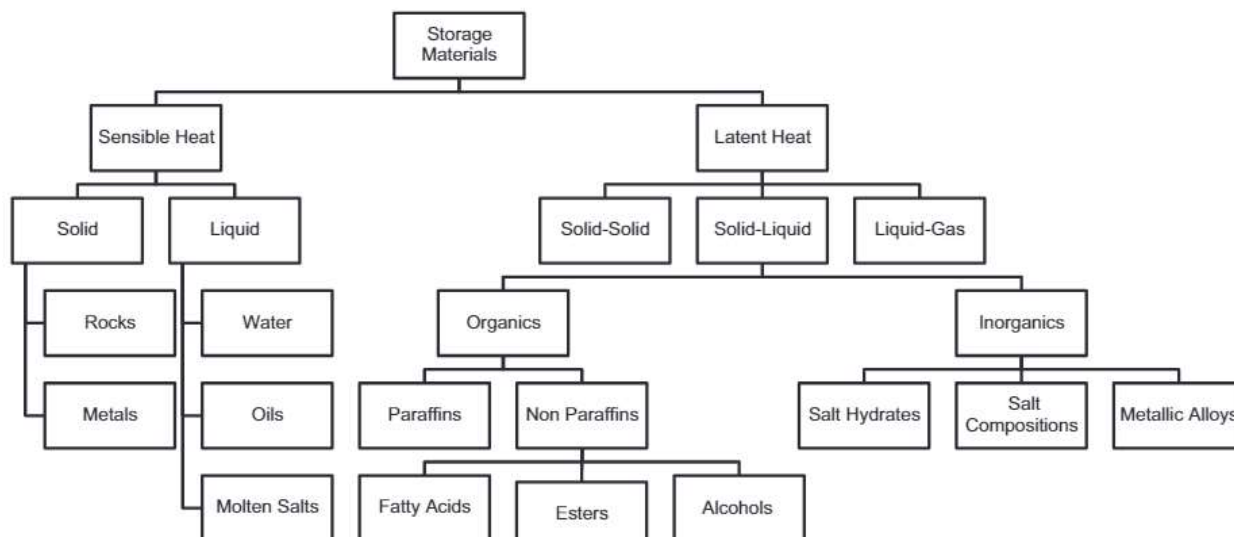 Storage
Materials
Sensible Heat
Latent Heat
Solid
Liquid
Solid-Solid
Solid-Liquid
Liquid-Gas
Rocks
Water
Organics
Inorganics
Metals
Oils
Paraffins
Non Paraffins
Salt Hydrates
Salt
Compositions
Metallic Alloys
Molten Salts
Fatty Acids
Esters
Alcohols